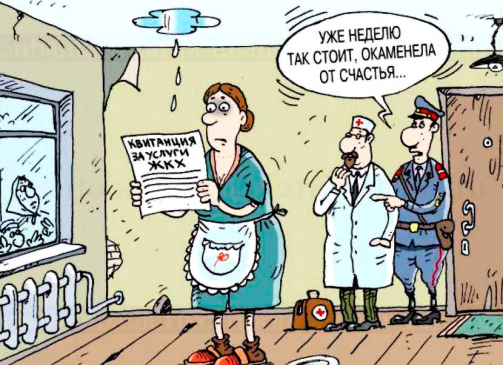 УЖЕ НЕДЕЛЮ
ТАК СТОИТ, ОКАМЕНЕЛА
ОТ СЧАСТЬЯ...
КВИТАНЦИЯ
ЗА УСЛУГИ
ЖКХ